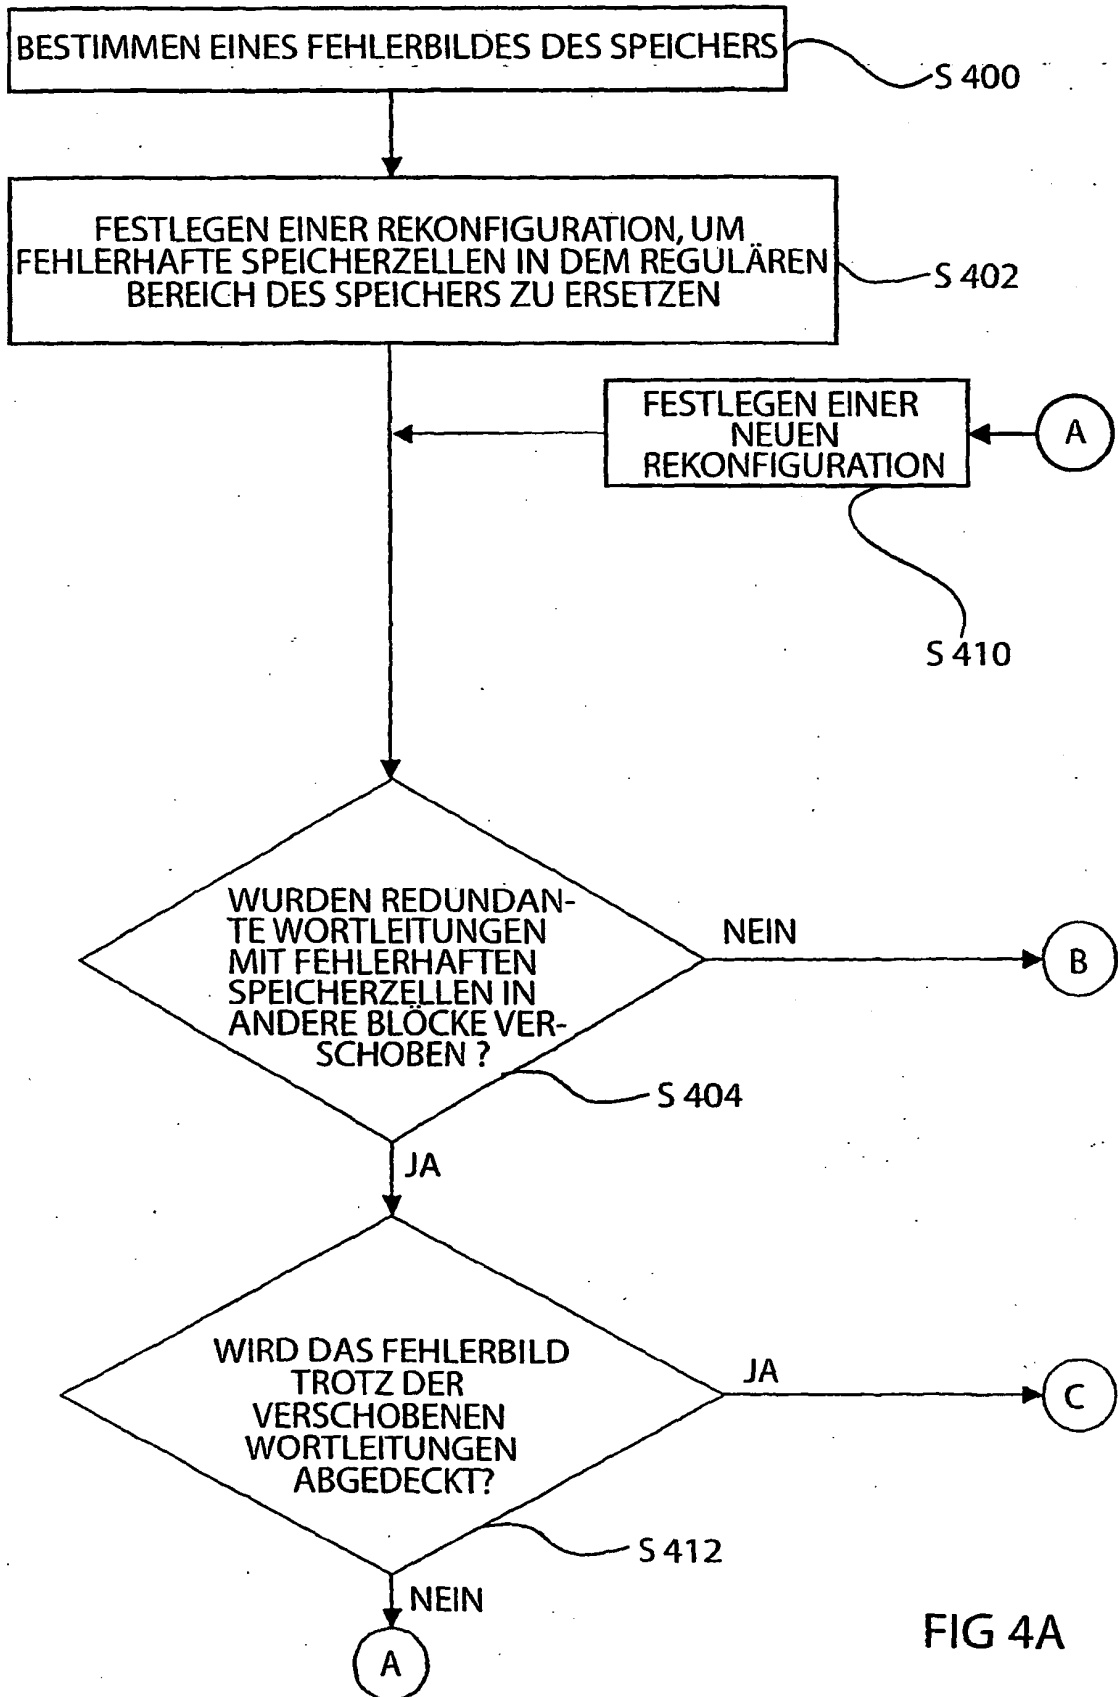 BESTIMMEN EINES FEHLERBILDES DES SPEICHERS
S 400
FESTLEGEN EINER REKONFIGURATION, UM
FEHLERHAFTE SPEICHERZELLEN IN DEM REGULÄREN
BEREICH DES SPEICHERS ZU ERSETZEN
S 402
FESTLEGEN EINER
NEUEN
REKONFIGURATION
A
S 410
WURDEN REDUNDAN-
TE WORTLEITUNGEN
MIT FEHLERHAFTEN
SPEICHERZELLEN IN
ANDERE BLÖCKE VER-
SCHOBEN ?
NEIN
B
S 404
JA
WIRD DAS FEHLERBILD
TROTZ DER
VERSCHOBENEN
WORTLEITUNGEN
ABGEDECKT?
JA
C
S 412
NEIN
A
FIG 4A